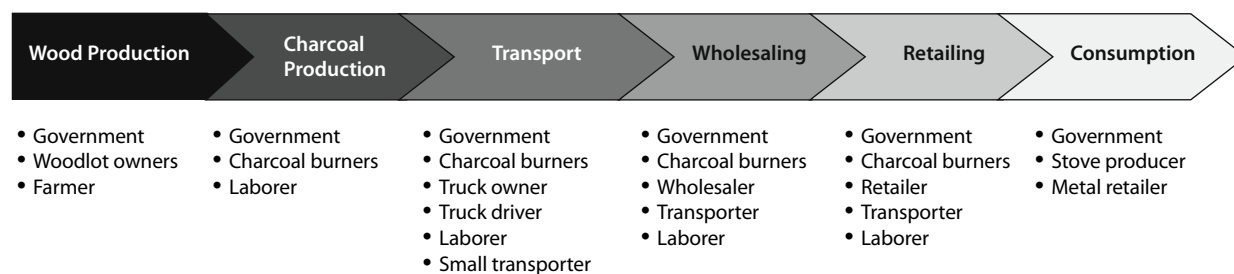 Wood Production
Charcoal
Production
Transport
Wholesaling
Retailing
Consumption
• Government
• Woodlot owners
• Farmer
• Government
• Charcoal burners
• Laborer
• Government
• Charcoal burners
• Truck owner
• Truck driver
• Laborer
• Small transporter
• Government
• Charcoal burners
• Wholesaler
• Transporter
• Laborer
• Government
• Charcoal burners
• Retailer
• Transporter
• Laborer
• Government
• Stove producer
• Metal retailer